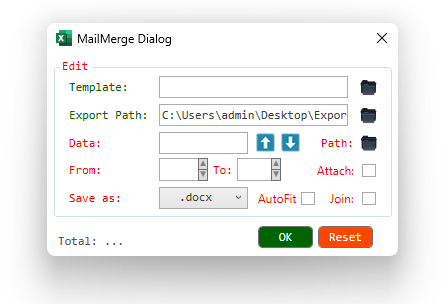 MailMerge Dialog
Edit
Template:
Export Path: C:\Users\admin\Desktop\Expor
Data: Path:
From: To: Attach:
Save as: .docx AutoFit Join:
Total: ... OK Reset